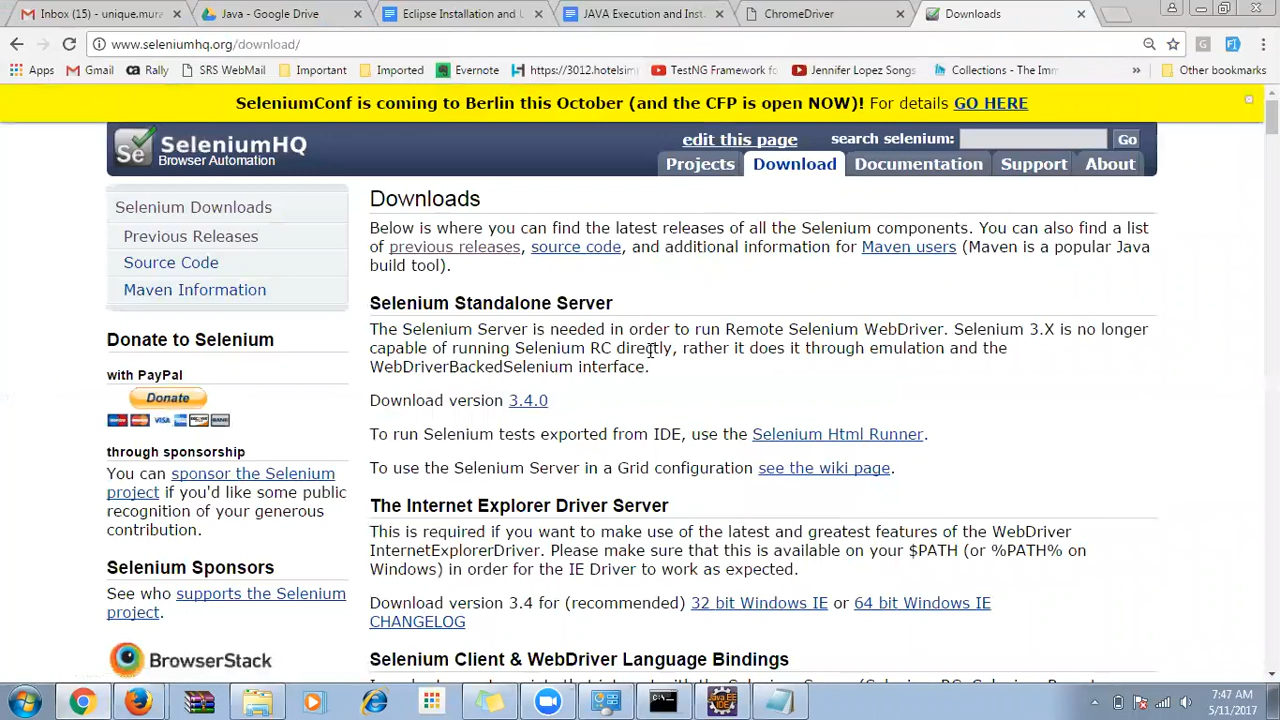 Inbox (15) - unique.mura
Java - Google Drive
Eclipse Installation and U
JAVA Execution and Inst
ChromeDriver
Downloads
www.seleniumhq.org/download/
Apps
Gmail
Rally
SRS WebMail
Important
Imported
Evernote
https://3012.hotelsim
TestNG Framework fo
Jennifer Lopez Songs
Collections - The Imm
»
Other bookmarks
SeleniumConf is coming to Berlin this October (and the CFP is open NOW)! For details GO HERE
edit this page
search selenium:
Go
Se
SeleniumHQ
Browser Automation
Projects
Download
Documentation
Support
About
Selenium Downloads
Previous Releases
Source Code
Maven Information
Donate to Selenium
with PayPal
Donate
through sponsorship
You can sponsor the Selenium
project if you'd like some public
recognition of your generous
contribution.
Selenium Sponsors
See who supports the Selenium
project.
BrowserStack
Downloads
Below is where you can find the latest releases of all the Selenium components. You can also find a list
of previous releases, source code, and additional information for Maven users (Maven is a popular Java
build tool).
Selenium Standalone Server
The Selenium Server is needed in order to run Remote Selenium WebDriver. Selenium 3.X is no longer
capable of running Selenium RC directly, rather it does it through emulation and the
WebDriverBackedSelenium interface.
Download version 3.4.0
To run Selenium tests exported from IDE, use the Selenium Html Runner.
To use the Selenium Server in a Grid configuration see the wiki page.
The Internet Explorer Driver Server
This is required if you want to make use of the latest and greatest features of the WebDriver
InternetExplorerDriver. Please make sure that this is available on your $PATH (or %PATH% on
Windows) in order for the IE Driver to work as expected.
Download version 3.4 for (recommended) 32 bit Windows IE or 64 bit Windows IE
CHANGELOG
Selenium Client & WebDriver Language Bindings
7:47 AM
5/11/2017